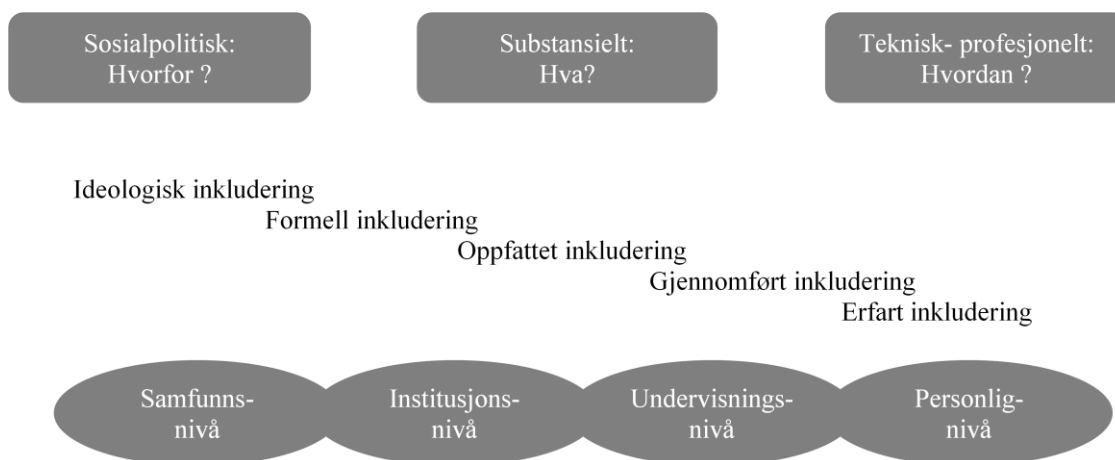 Sosialpolitisk:
Hvorfor ?
Substansielt:
Hva?
Teknisk- profesjonelt:
Hvordan ?
Ideologisk inkludering
Formell inkludering
Oppfattet inkludering
Gjennomført inkludering
Erfart inkludering
Samfunns-
nivå
Institusjons-
nivå
Undervisnings-
nivå
Personlig-
nivå